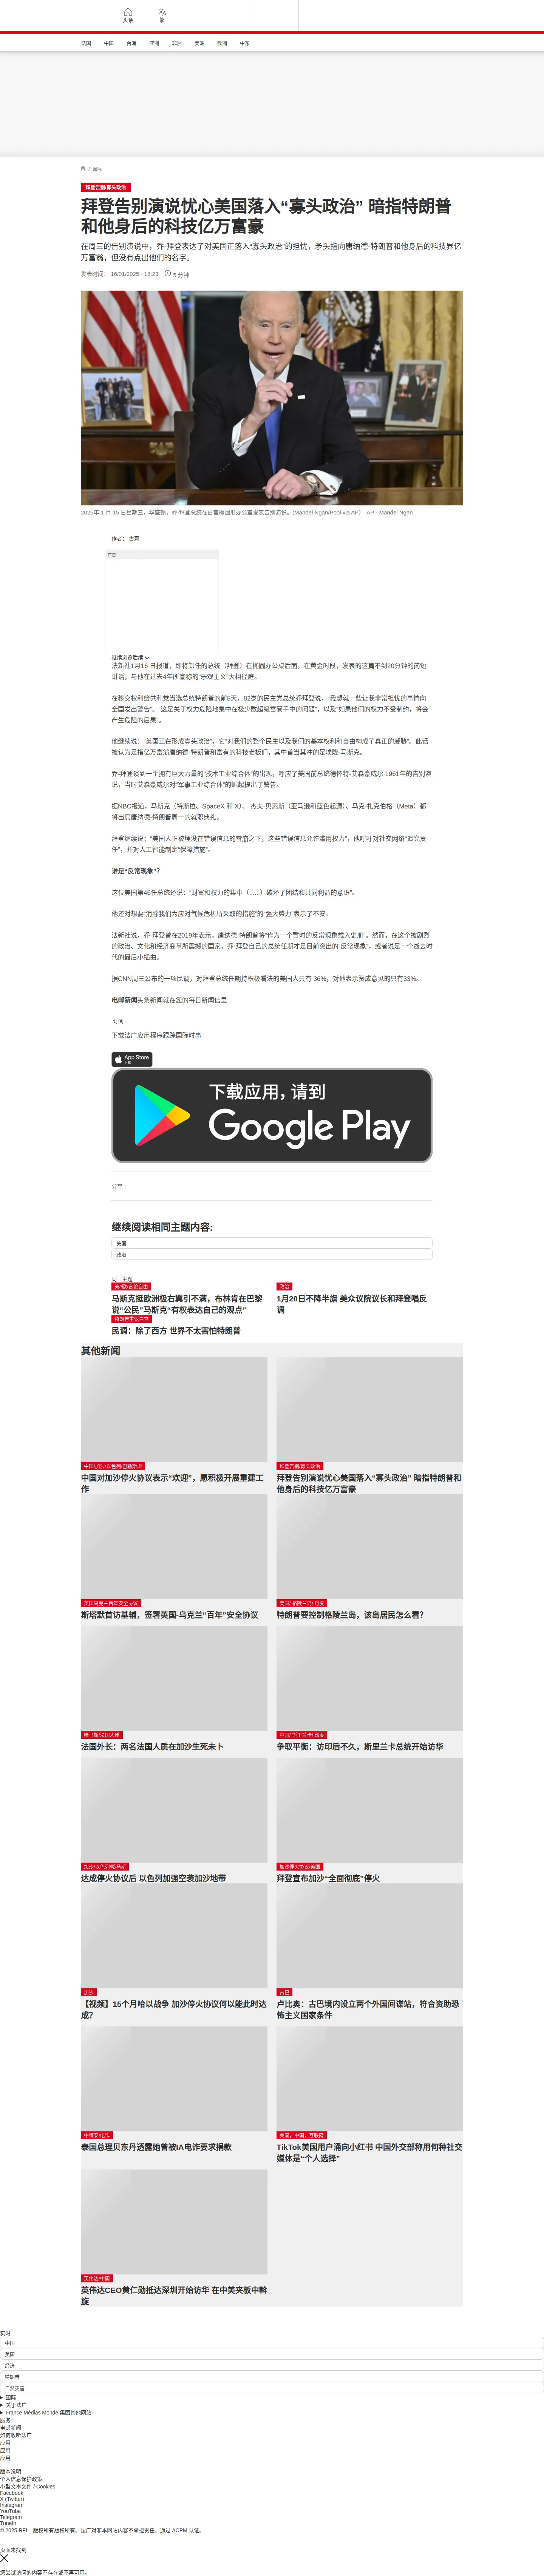 头条
繁
法国
中国
台海
亚洲
非洲
美洲
欧洲
中东
/ 国际
拜登告别/寡头政治
拜登告别演说忧心美国落入“寡头政治” 暗指特朗普
和他身后的科技亿万富豪
在周三的告别演说中，乔-拜登表达了对美国正落入“寡头政治”的担忧，矛头指向唐纳德-特朗普和他身后的科技界亿
万富翁，但没有点出他们的名字。
发表时间： 16/01/2025 - 18:23
5 分钟
2025年 1 月 15 日星期三，华盛顿，乔-拜登总统在白宫椭圆形办公室发表告别演说。(Mandel Ngan/Pool via AP） AP - Mandel Ngan
作者： 古莉
广告
继续浏览后续
法新社1月16 日报道，即将卸任的总统（拜登）在椭圆办公桌后面，在黄金时段，发表的这篇不到20分钟的简短
讲话，与他在过去4年所宣称的“乐观主义”大相径庭。
在移交权利给共和党当选总统特朗普的前5天，82岁的民主党总统乔拜登说，“我想就一些让我非常担忧的事情向
全国发出警告”。“这是关于权力危险地集中在极少数超级富豪手中的问题”，以及“如果他们的权力不受制约，将会
产生危险的后果”。
他继续说：“美国正在形成寡头政治”，它“对我们的整个民主以及我们的基本权利和自由构成了真正的威胁”。此话
被认为是指亿万富翁唐纳德-特朗普和富有的科技老板们，其中首当其冲的是埃隆-马斯克。
乔-拜登谈到一个拥有巨大力量的“技术工业综合体”的出现，呼应了美国前总统德怀特-艾森豪威尔 1961年的告别演
说，当时艾森豪威尔对“军事工业综合体”的崛起提出了警告。
据NBC报道，马斯克（特斯拉、SpaceX 和 X）、 杰夫-贝索斯（亚马逊和蓝色起源）、马克-扎克伯格（Meta）都
将出席唐纳德-特朗普周一的就职典礼。
拜登继续说：“美国人正被埋没在错误信息的雪崩之下，这些错误信息允许滥用权力”，他呼吁对社交网络“追究责
任”，并对人工智能制定“保障措施”。
谁是“反常现象”？
这位美国第46任总统还说：“财富和权力的集中（......）破坏了团结和共同利益的意识”。
他还对想要“消除我们为应对气候危机所采取的措施”的“强大势力”表示了不安。
法新社说，乔-拜登曾在2019年表示，唐纳德-特朗普将“作为一个暂时的反常现象载入史册”。然而，在这个被剧烈
的政治、文化和经济变革所震撼的国家，乔-拜登自己的总统任期才是目前突出的“反常现象”，或者说是一个逝去时
代的最后小插曲。
据CNN周三公布的一项民调，对拜登总统任期持积极看法的美国人只有 36%，对他表示赞成意见的只有33%。
电邮新闻头条新闻就在您的每日新闻信里
订阅
下载法广应用程序跟踪国际时事
App Store
下载
下载应用，请到
Google Play
分享 :
继续阅读相同主题内容:
美国
政治
同一主题
美/欧/言论自由
马斯克挺欧洲极右翼引不满，布林肯在巴黎
说“公民”马斯克“有权表达自己的观点”
政治
1月20日不降半旗 美众议院议长和拜登唱反
调
特朗普重返白宫
民调：除了西方 世界不太害怕特朗普
其他新闻
中国/加沙/以色列/巴勒斯坦
中国对加沙停火协议表示“欢迎”，愿积极开展重建工
作
拜登告别/寡头政治
拜登告别演说忧心美国落入“寡头政治” 暗指特朗普和
他身后的科技亿万富豪
英国乌克兰百年安全协议
斯塔默首访基辅，签署英国-乌克兰“百年”安全协议
美国/ 格陵兰岛/ 丹麦
特朗普要控制格陵兰岛，该岛居民怎么看？
哈马斯/法国人质
法国外长：两名法国人质在加沙生死未卜
中国/ 斯里兰卡/ 印度
争取平衡：访印后不久，斯里兰卡总统开始访华
加沙/以色列/哈马斯
达成停火协议后 以色列加强空袭加沙地带
加沙停火协议/美国
拜登宣布加沙“全面彻底”停火
加沙
【视频】15个月哈以战争 加沙停火协议何以能此时达
成？
古巴
卢比奥：古巴境内设立两个外国间谍站，符合资助恐
怖主义国家条件
中缅泰/电诈
泰国总理贝东丹透露她曾被IA电诈要求捐款
美国，中国，互联网
TikTok美国用户涌向小红书 中国外交部称用何种社交
媒体是“个人选择”
英伟达/中国
英伟达CEO黄仁勋抵达深圳开始访华 在中美夹板中斡
旋
实时
中国
美国
经济
特朗普
自然灾害
国际
关于法广
France Médias Monde 集团其他网站
服务
电邮新闻
如何收听法广
应用
应用
应用
版本说明
个人信息保护政策
小型文本文件 / Cookies
Facebook
X (Twitter)
Instagram
YouTube
Telegram
TuneIn
© 2025 RFI – 版权所有版权所有。法广对非本网站内容不承担责任。通过 ACPM 认证。
页面未找到
您尝试访问的内容不存在或不再可用。